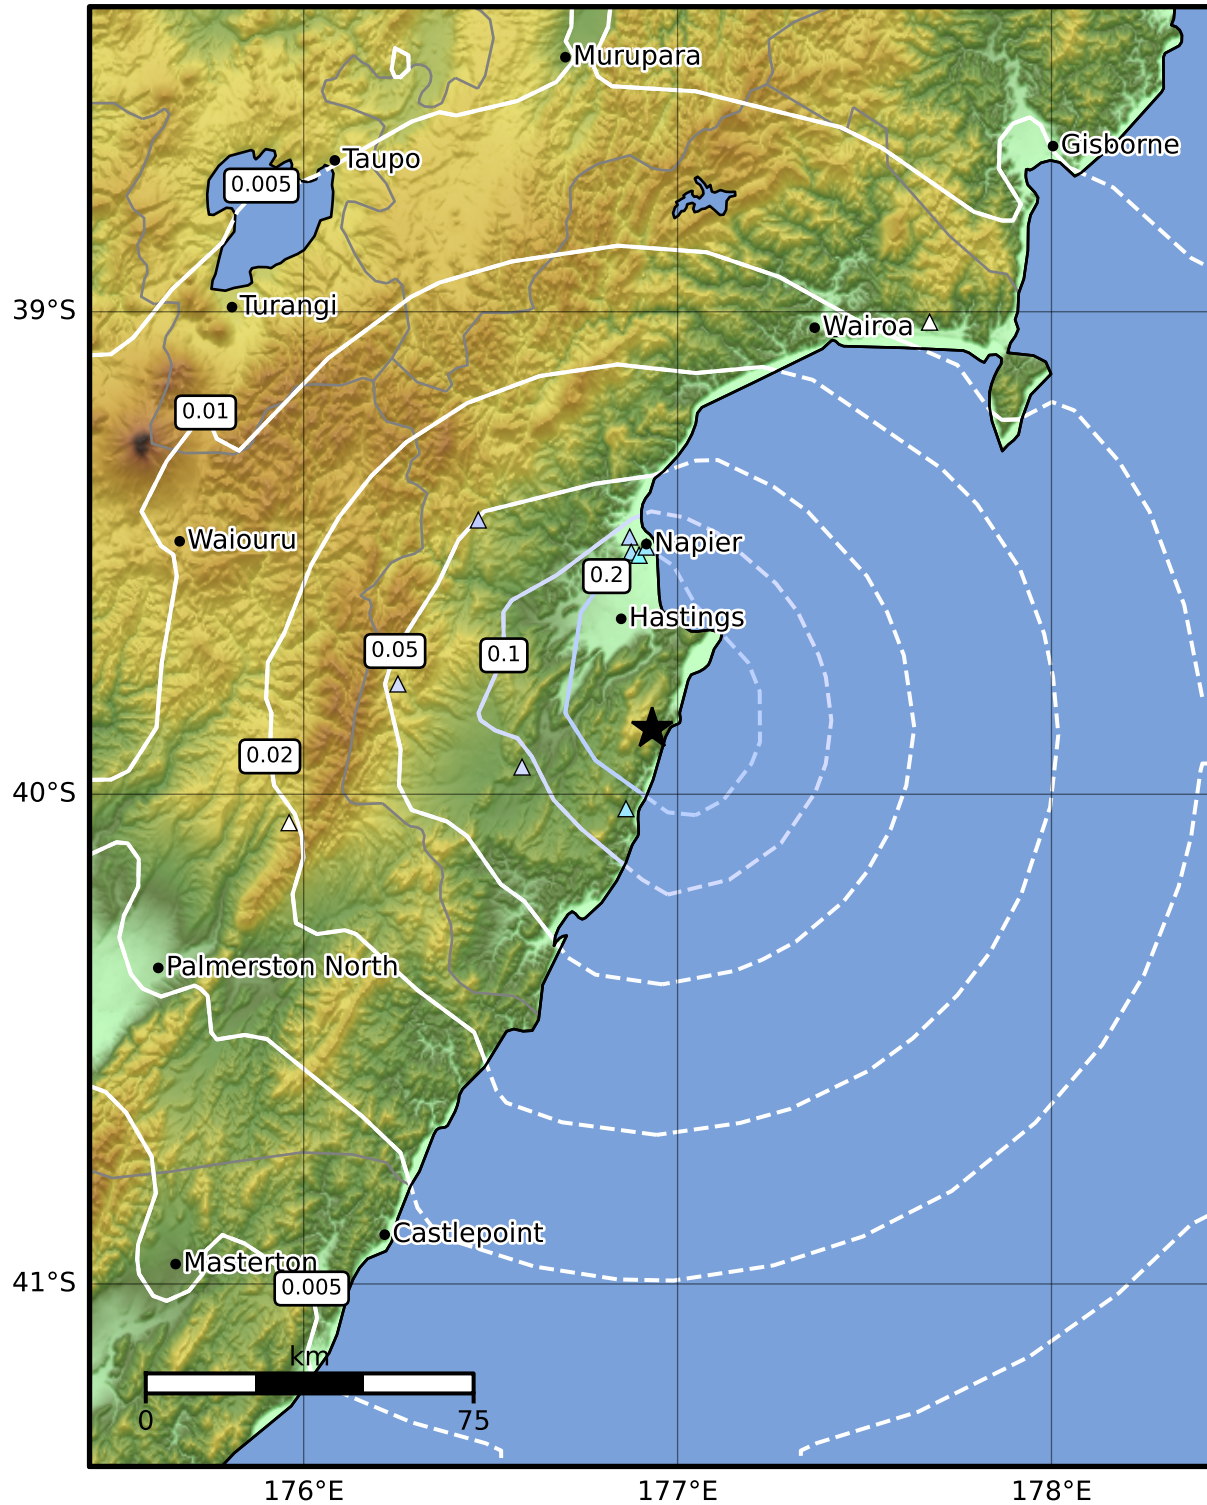 Murupara
Gisborne
Taupo
0.005
39°S
Turangi
Wairoa
0.01
Waiouru
Napier
0.2
Hastings
0.05
0.1
0.02
40°S
Palmerston North
Castlepoint
Masterton
41°S
0.005
km
0
75
176°E
177°E
178°E